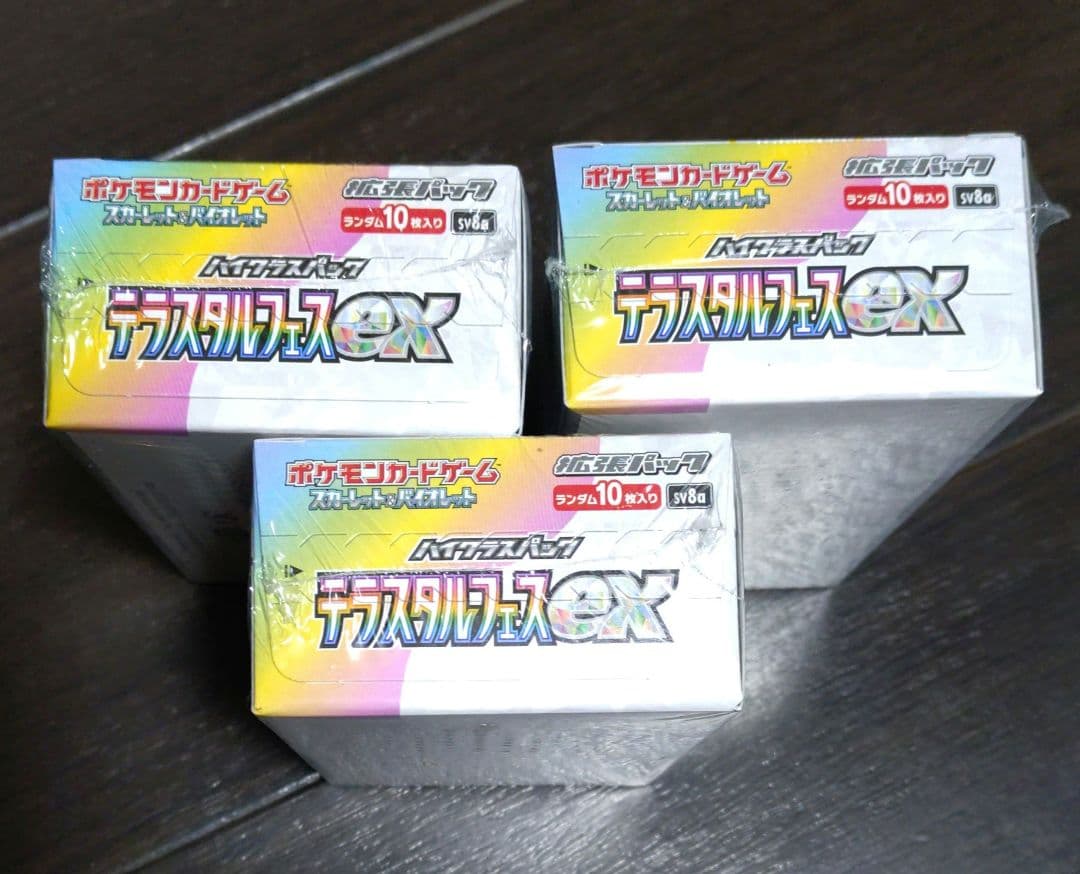 ポケモンカードゲーム
スカーレット&バイオレット
拡張パック
ランダム10枚入り SV8a
ハイクラスパック
テラスタルフェスex
ポケモンカードゲーム
スカーレット&バイオレット
拡張パック
ランダム10枚入り SV8a
ハイクラスパック
テラスタルフェスex
ポケモンカードゲーム
スカーレット&バイオレット
拡張パック
ランダム10枚入り SV8a
ハイクラスパック
テラスタルフェスex